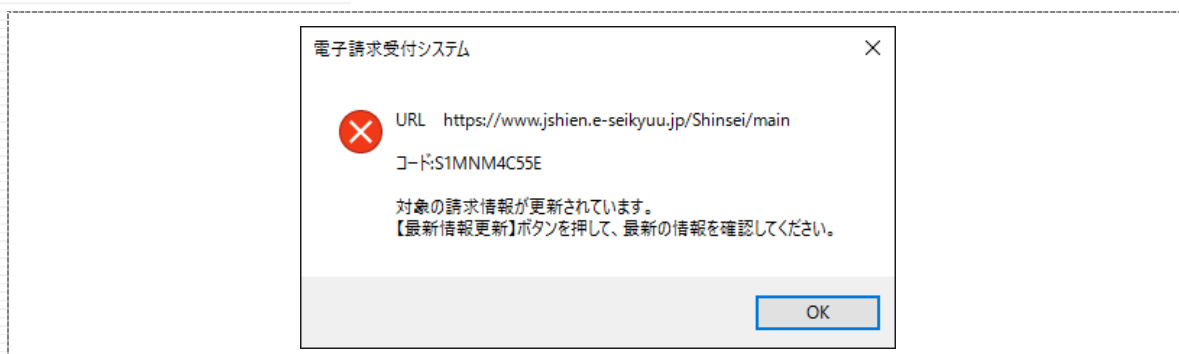 電子請求受付システム
URL　https://www.jshien.e-seikyuu.jp/Shinsei/main
コード:S1MNM4C55E
対象の請求情報が更新されています。
【最新情報更新】ボタンを押して、最新の情報を確認してください。
OK